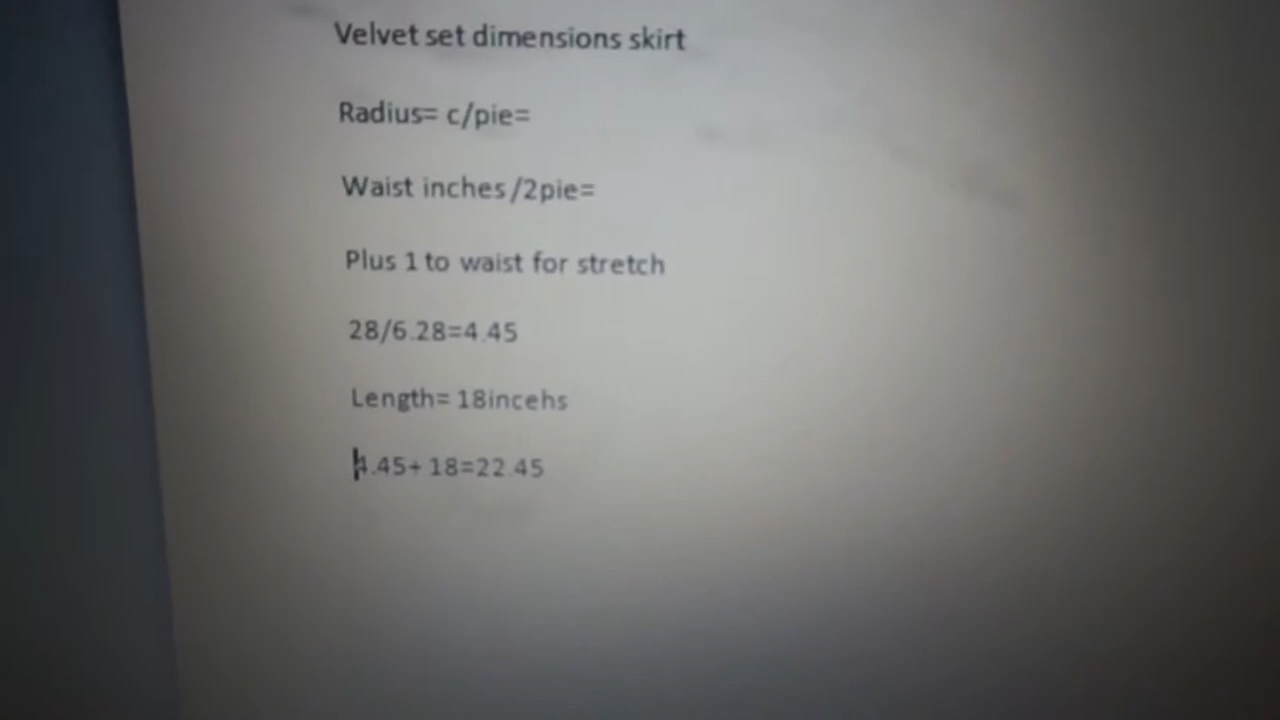 Velvet set dimensions skirt
Radius= c/pie=
Waist inches /2pie=
Plus 1 to waist for stretch
28/6.28=4.45
Length= 18incehs
4.45+ 18=22.45